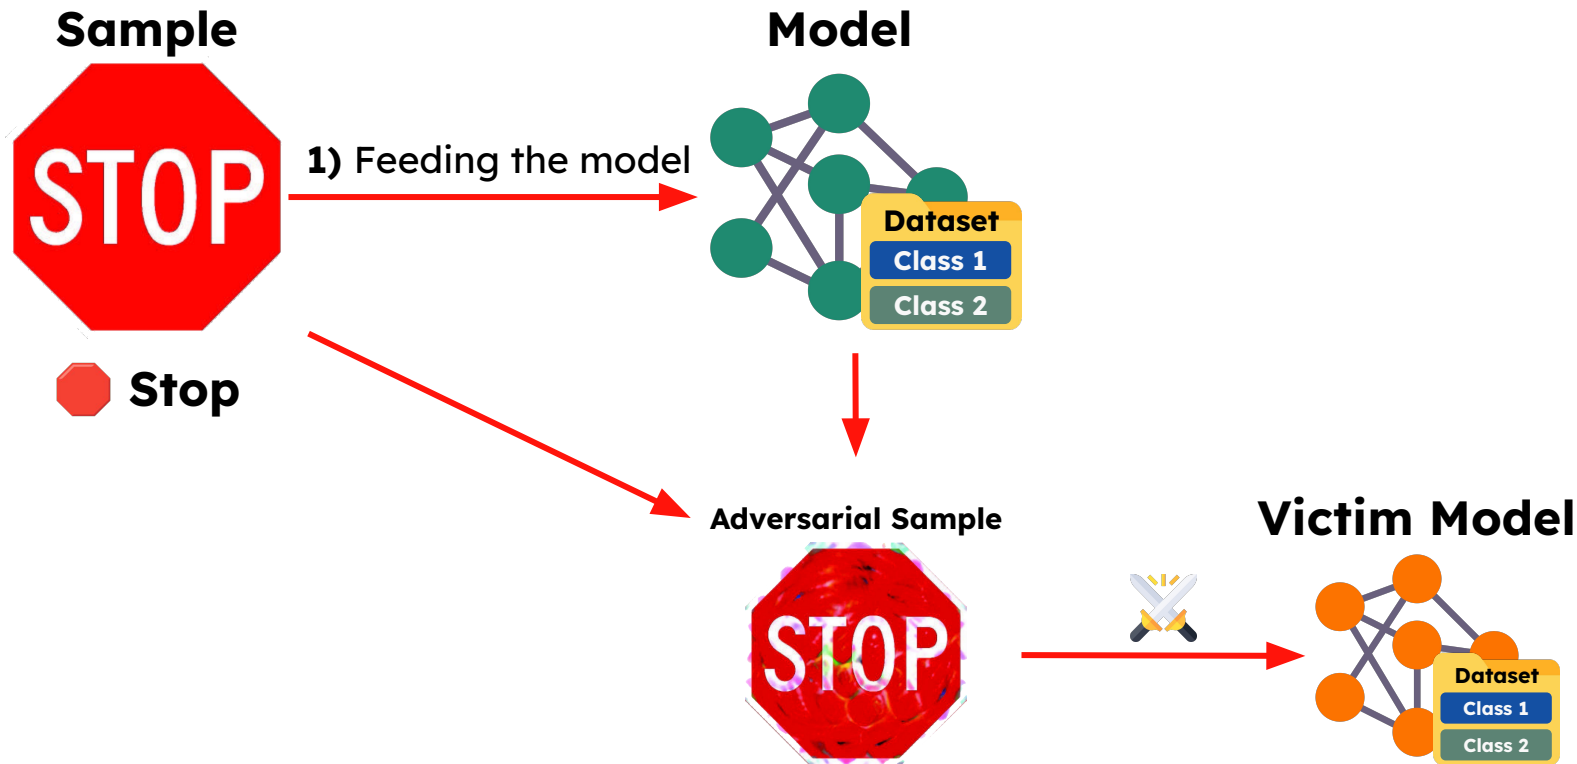 Sample
Model
STOP
1) Feeding the model
Dataset
Class 1
Class 2
Stop
Adversarial Sample
Victim Model
STOP
Dataset
Class 1
Class 2